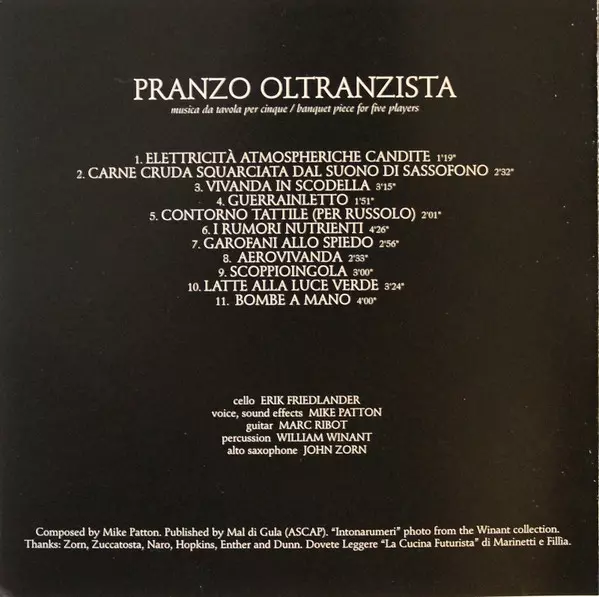 PRANZO OLTRANZISTA
musica da tavola per cinque / banquet piece for five players
1. ELETTRICITÀ ATMOSPHERICHE CANDITE 1'19"
2. CARNE CRUDA SQUARCIATA DAL SUONO DI SASSOFONO 2'32"
3. VIVANDA IN SCODELLA 3'15"
4. GUERRAINLETTO 1'51"
5. CONTORNO TATTILE (PER RUSSOLO) 2'01"
6. I RUMORI NUTRIENTI 4'26"
7. GAROFANI ALLO SPIEDO 2'56"
8. AEROVIVANDA 2'33"
9. SCOPPIOINGOLA 3'00"
10. LATTE ALLA LUCE VERDE 3'24"
11. BOMBE A MANO 4'00"
cello ERIK FRIEDLANDER
voice, sound effects MIKE PATTON
guitar MARC RIBOT
percussion WILLIAM WINANT
alto saxophone JOHN ZORN
Composed by Mike Patton. Published by Mal di Gula (ASCAP). "Intonarumeri" photo from the Winant collection.
Thanks: Zorn, Zuccatosta, Naro, Hopkins, Enther and Dunn. Dovete Leggere "La Cucina Futurista" di Marinetti e Fillìa.